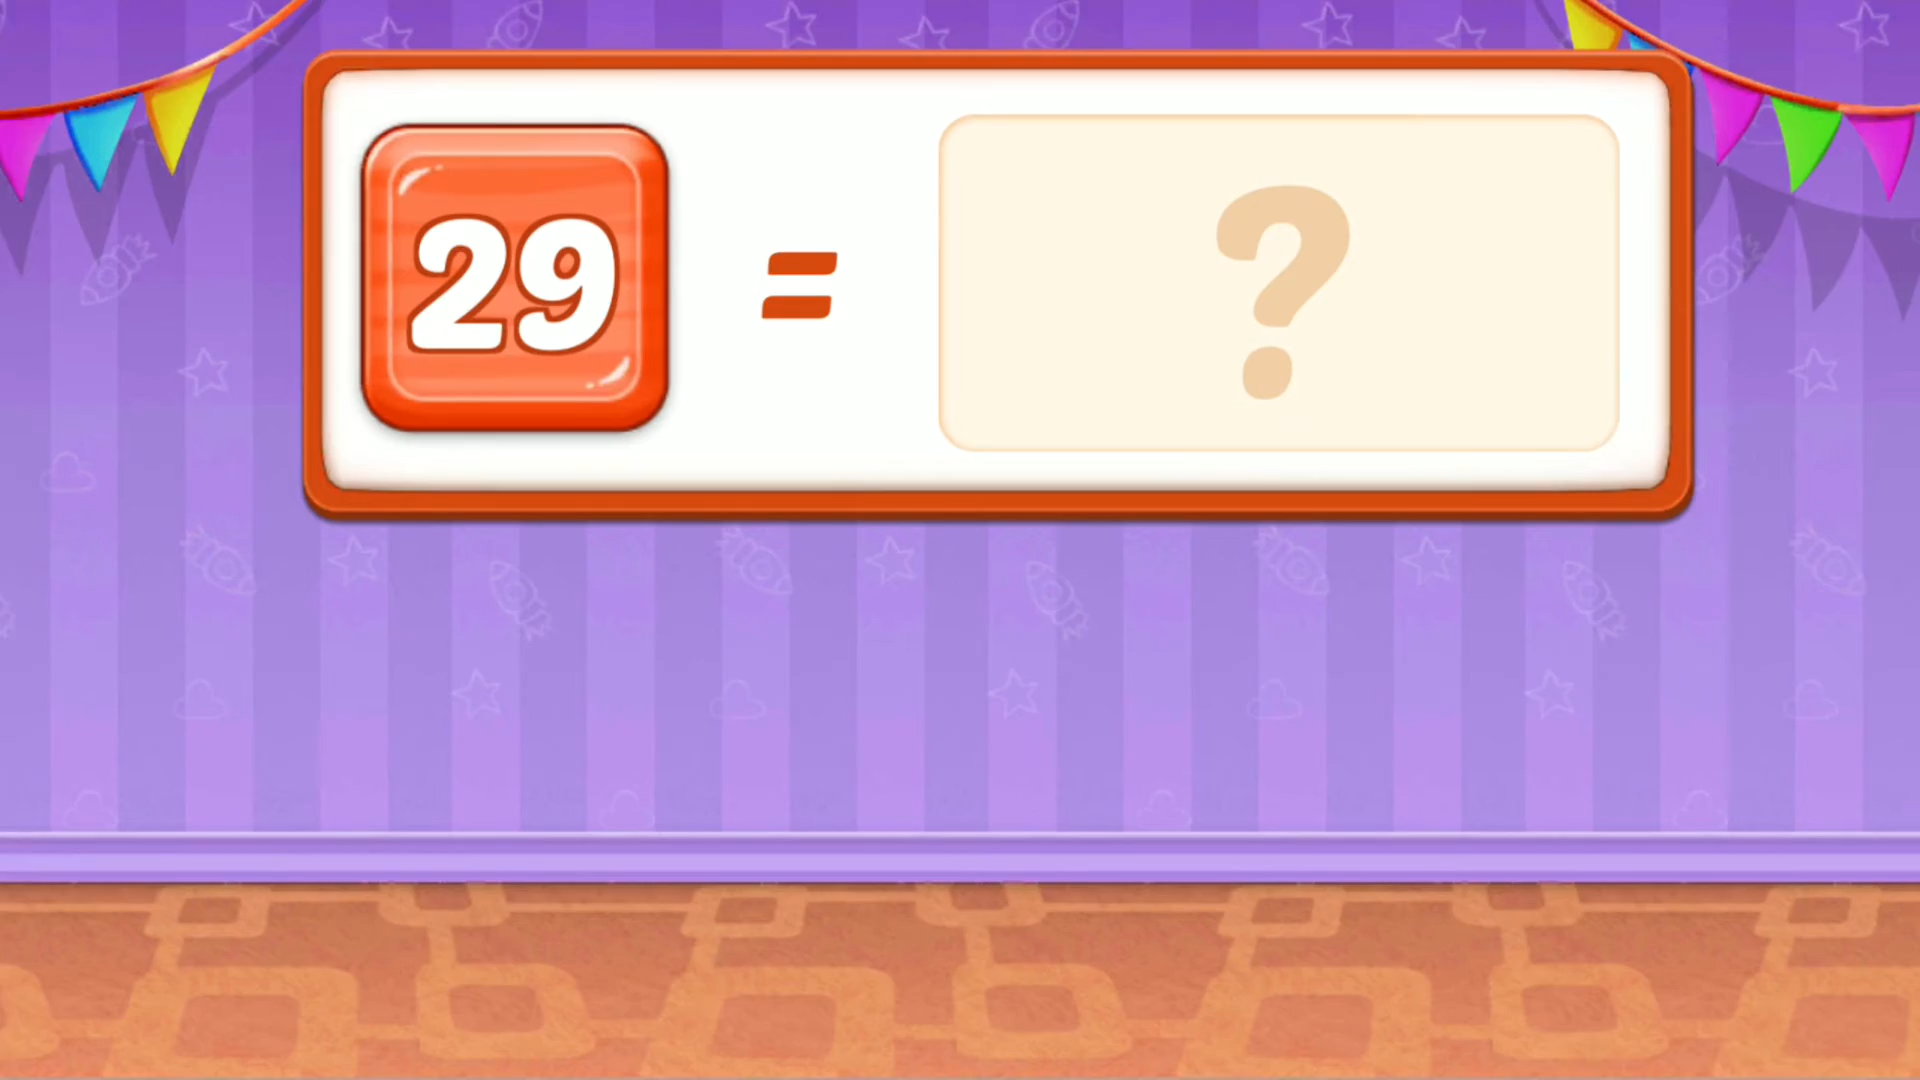 29 = ?